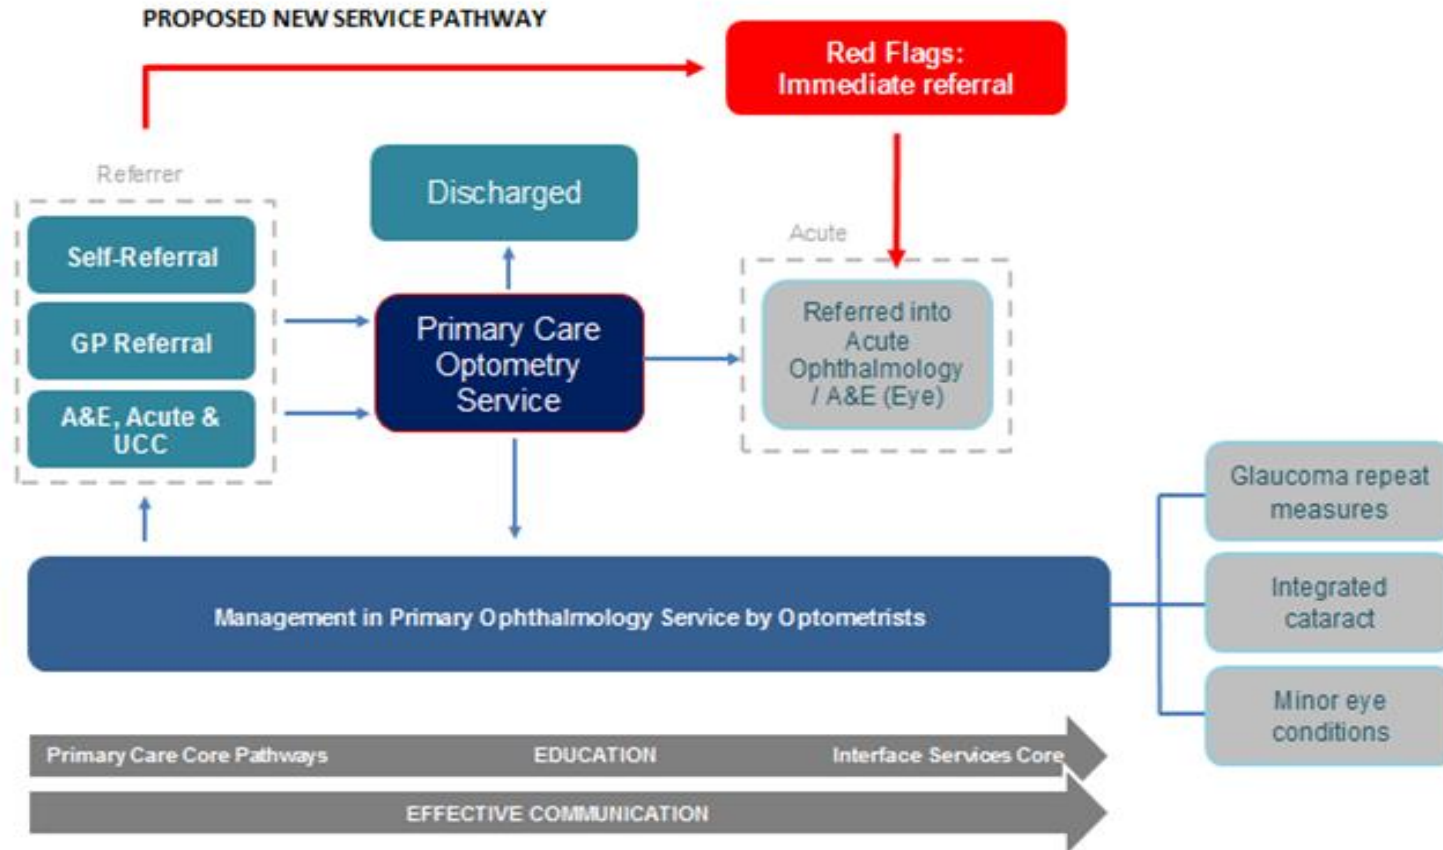 PROPOSED NEW SERVICE PATHWAY
Red Flags:
Immediate referral
Referrer
Self-Referral
GP Referral
A&E, Acute &
UCC
Discharged
Primary Care
Optometry
Service
Acute
Referred into
Acute
Ophthalmology
/ A&E (Eye)
Management in Primary Ophthalmology Service by Optometrists
Glaucoma repeat
measures
Integrated
cataract
Minor eye
conditions
Primary Care Core Pathways EDUCATION Interface Services Core
EFFECTIVE COMMUNICATION